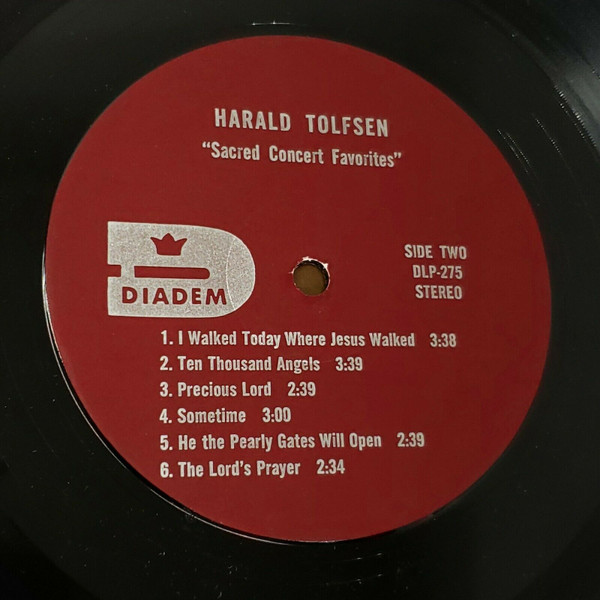 HARALD TOLFSEN
"Sacred Concert Favorites"
DIADEM
SIDE TWO
DLP-275
STEREO
1. I Walked Today Where Jesus Walked 3:38
2. Ten Thousand Angels 3:39
3. Precious Lord 2:39
4. Sometime 3:00
5. He the Pearly Gates Will Open 2:39
6. The Lord's Prayer 2:34